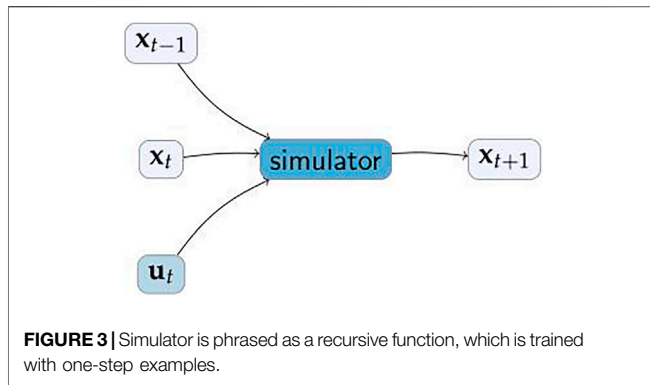 x_{t−1}
x_t
simulator
x_{t+1}
u_t
FIGURE 3 | Simulator is phrased as a recursive function, which is trained
with one-step examples.